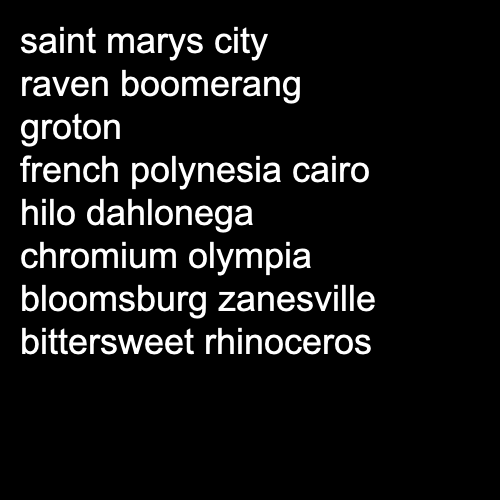 saint marys city
raven boomerang
groton
french polynesia cairo
hilo dahlonega
chromium olympia
bloomsburg zanesville
bittersweet rhinoceros